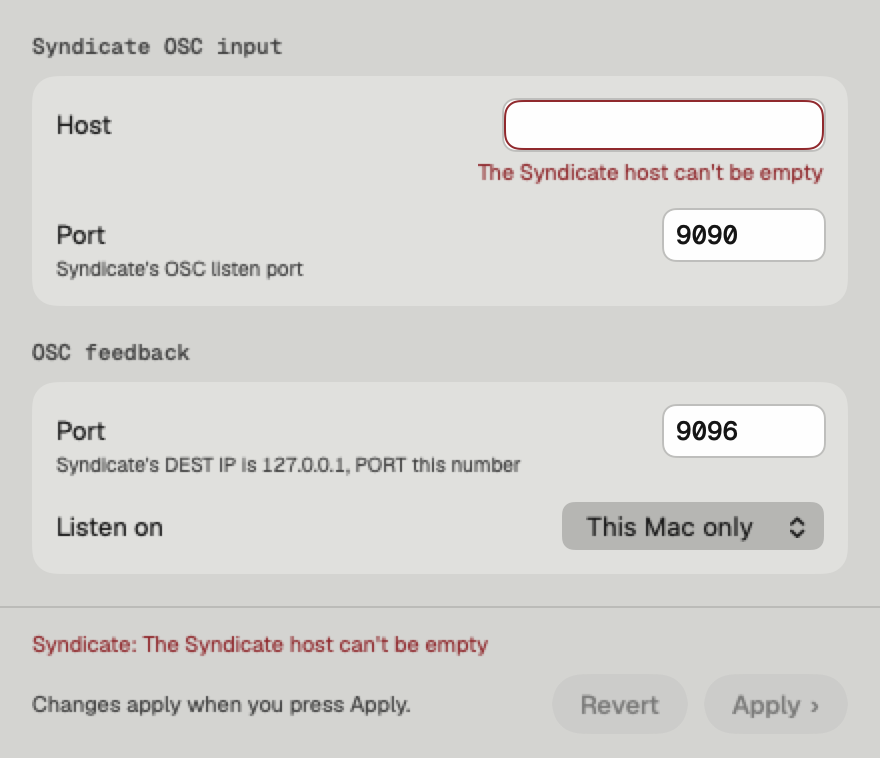 Syndicate OSC input
Host
The Syndicate host can't be empty
Port
9090
Syndicate's OSC listen port
OSC feedback
Port
9096
Syndicate's DEST IP is 127.0.0.1, PORT this number
Listen on
This Mac only
Syndicate: The Syndicate host can't be empty
Changes apply when you press Apply.
Revert
Apply ›